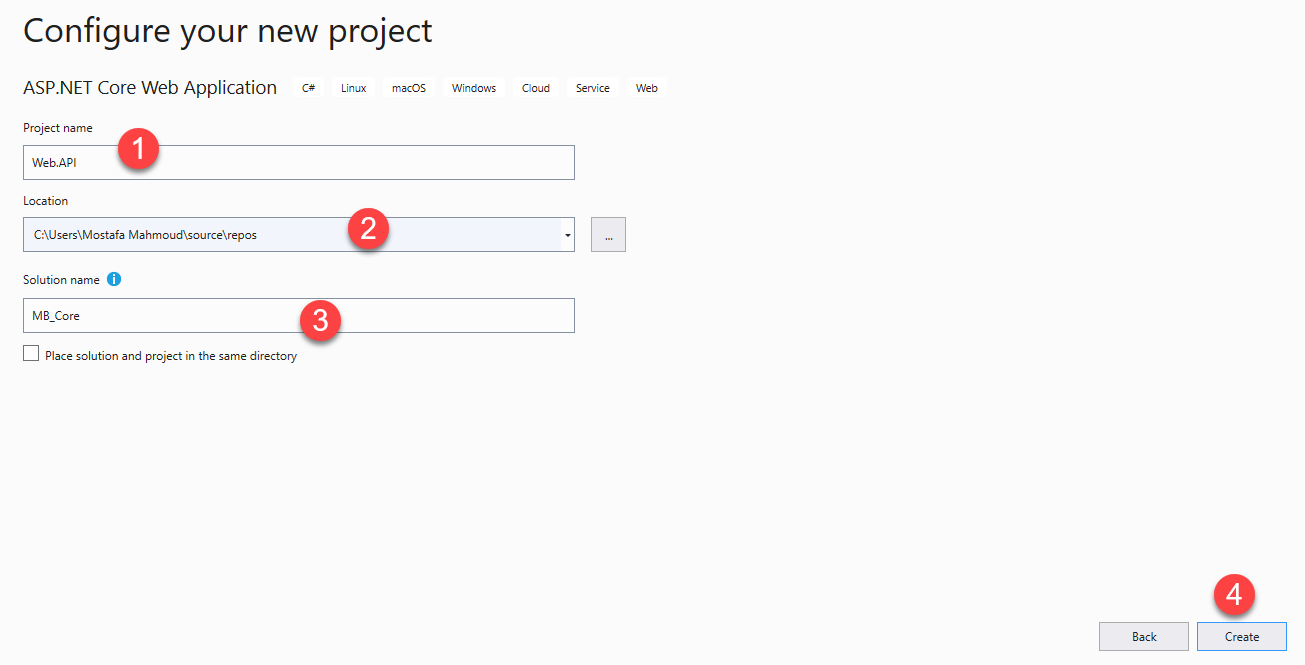 Configure your new project
ASP.NET Core Web Application C# Linux macOS Windows Cloud Service Web
Project name
1
Web.API
Location
2
C:\Users\Mostafa Mahmoud\source\repos ...
Solution name i
MB_Core
3
Place solution and project in the same directory
4
Back Create